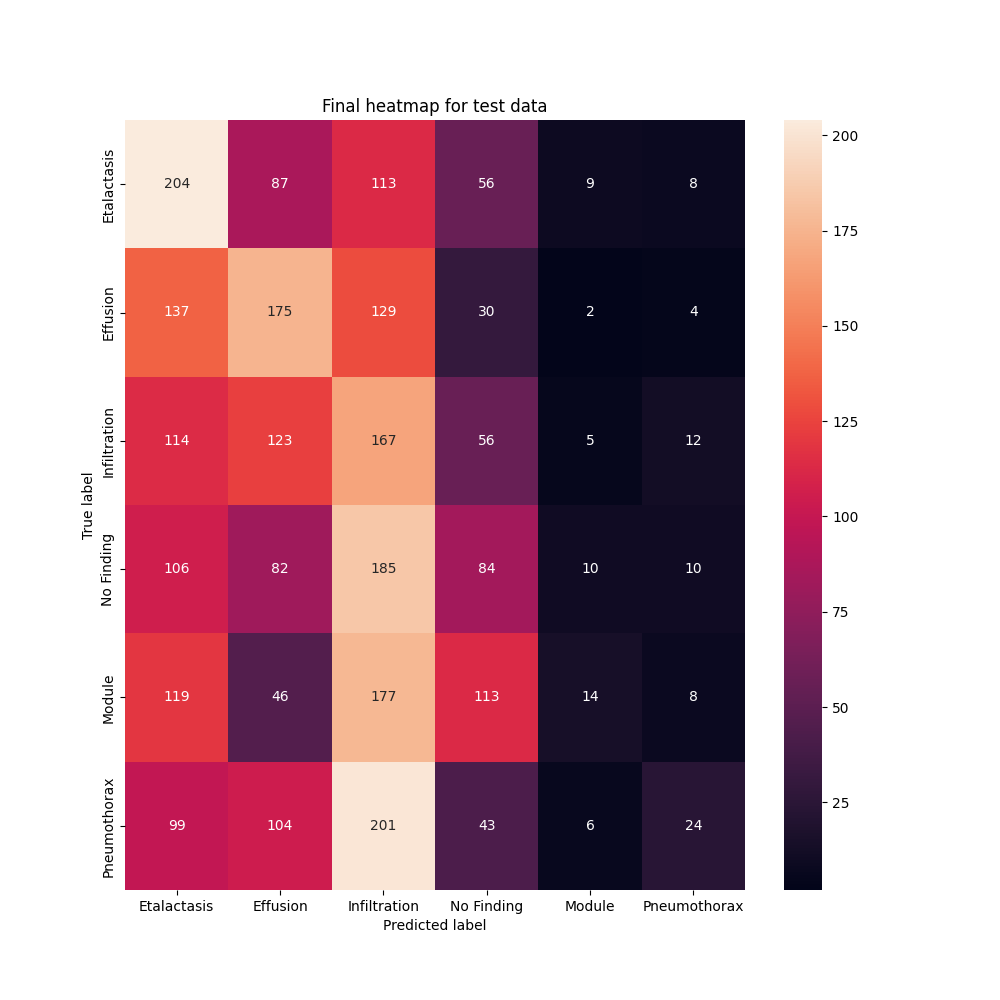 Final heatmap for test data
True label
Etalactasis 204 87 113 56 9 8
Effusion 137 175 129 30 2 4
Infiltration 114 123 167 56 5 12
No Finding 106 82 185 84 10 10
Module 119 46 177 113 14 8
Pneumothorax 99 104 201 43 6 24
Etalactasis Effusion Infiltration No Finding Module Pneumothorax
Predicted label
200
175
150
125
100
75
50
25